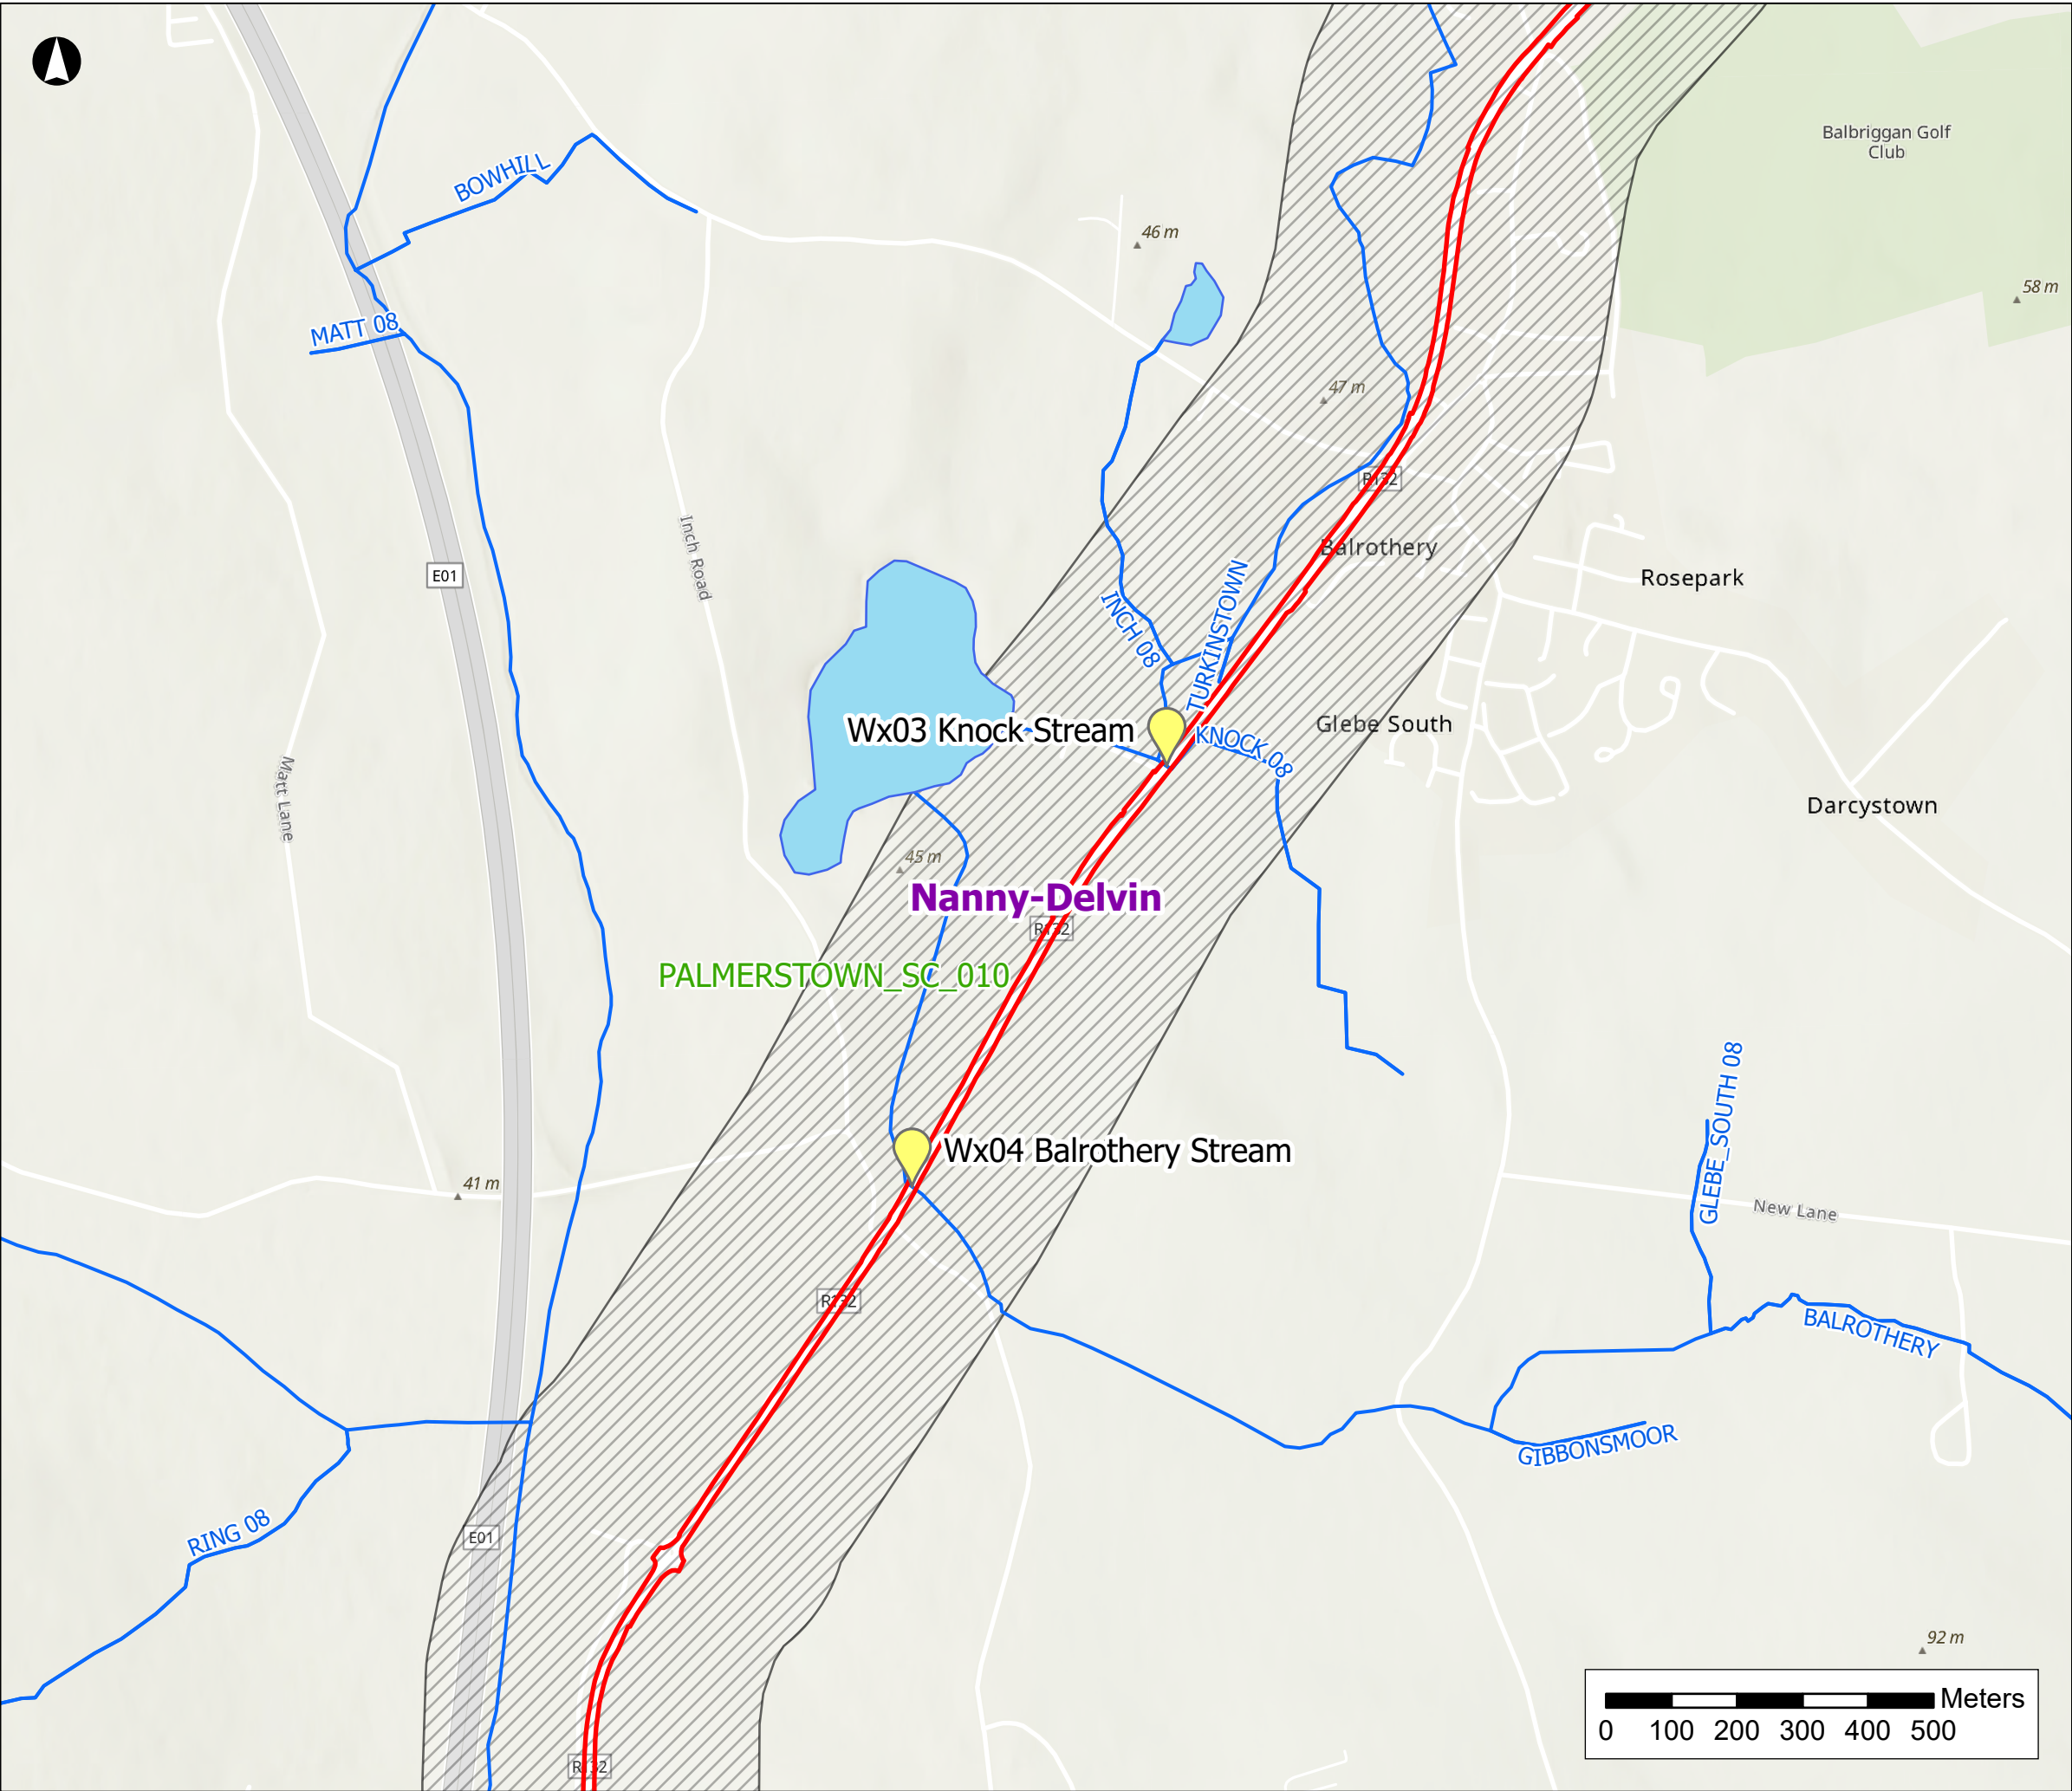 Balbriggan Golf
Club
BOWHILL
46 m
58 m
MATT 08
47 m
R132
Inch Road
Balrothery
E01
Rosepark
INCH 08
TURKINSTOWN
Wx03 Knock Stream
KNOCK 08
Glebe South
Matt Lane
Darcystown
45 m
Nanny-Delvin
R132
PALMERSTOWN_SC_010
GLEBE_SOUTH 08
Wx04 Balrothery Stream
41 m
New Lane
R132
BALROTHERY
GIBBONSMOOR
RING 08
E01
92 m
Meters
0 100 200 300 400 500
R132